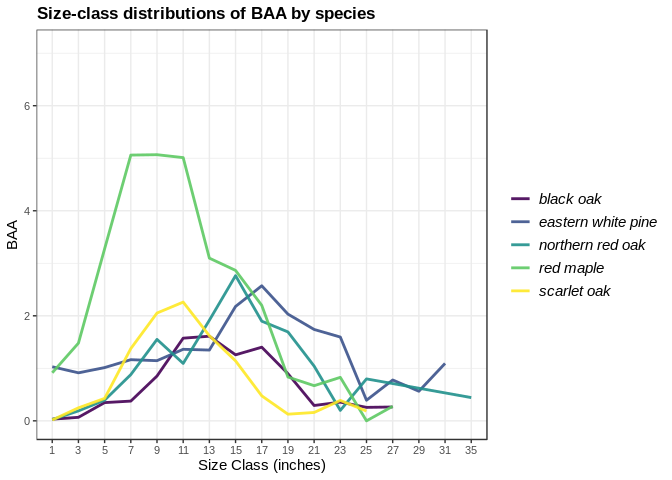 Size-class distributions of BAA by species
BAA
6
4
2
0
1 3 5 7 9 11 13 15 17 19 21 23 25 27 29 31 35
Size Class (inches)
black oak
eastern white pine
northern red oak
red maple
scarlet oak